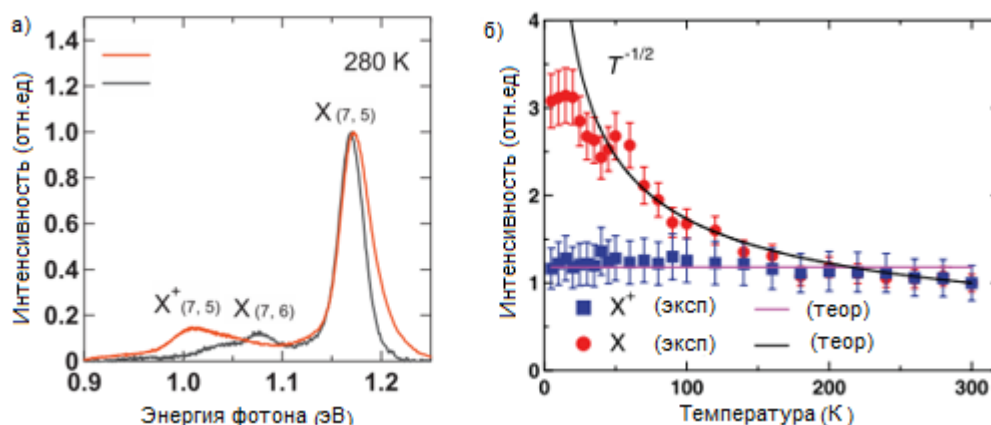 а)
280 K
X (7, 5)
X+ (7, 5)
X (7, 6)
Интенсивность (отн.ед)
1.4
1.2
1.0
0.8
0.6
0.4
0.2
0
0.9
1.0
1.1
1.2
Энергия фотона (эВ)
б)
T-1/2
Интенсивность (отн.ед)
4
3
2
1
0
X+ (эксп) (теор)
X (эксп) (теор)
0
100
200
300
Температура (К)